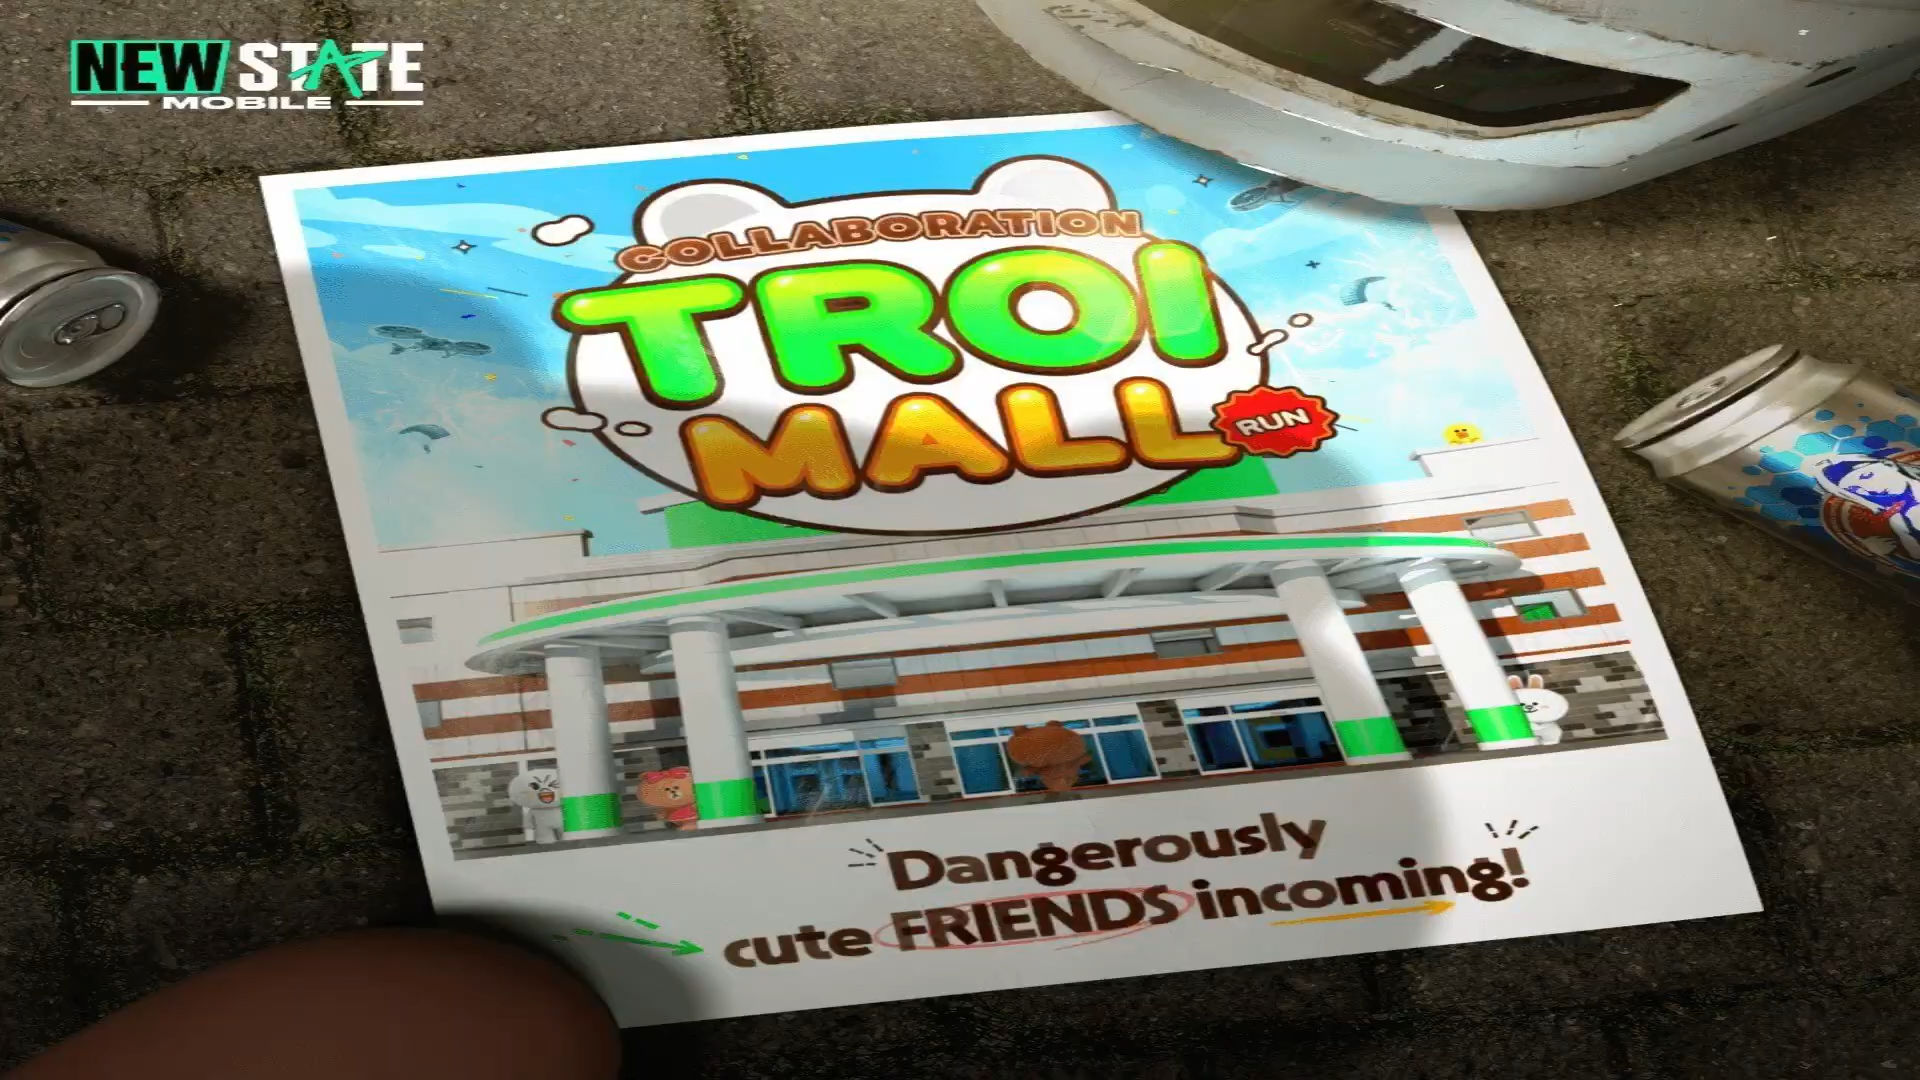 NEW STATE
MOBILE
COLLABORATION
TROI
MALL
RUN
Dangerously
cute FRIENDS incoming!